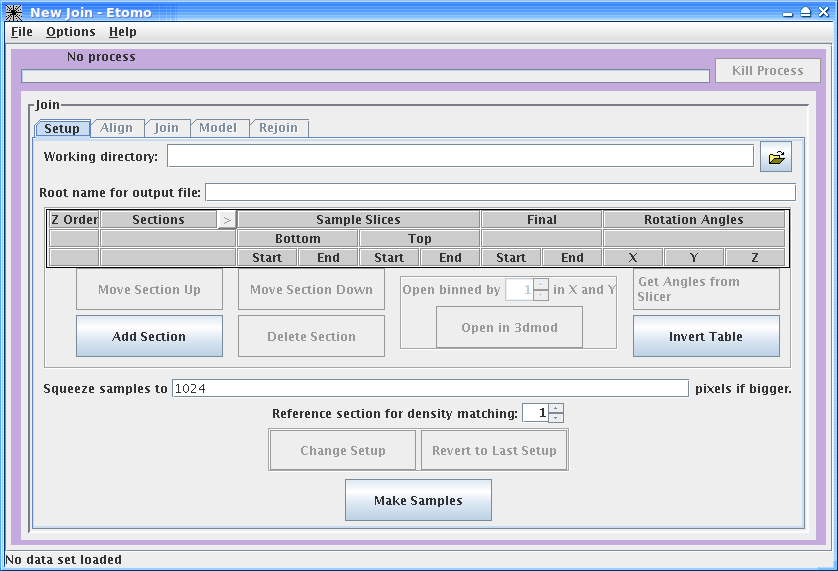 New Join - Etomo
File Options Help
No process
Kill Process
Join
Setup Align Join Model Rejoin
Working directory:
Root name for output file:
Z Order Sections > Sample Slices Final Rotation Angles
Bottom Top
Start End Start End Start End X Y Z
Move Section Up Move Section Down Open binned by 1 in X and Y Get Angles from
Slicer
Add Section Delete Section Open in 3dmod Invert Table
Squeeze samples to 1024 pixels if bigger.
Reference section for density matching: 1
Change Setup Revert to Last Setup
Make Samples
No data set loaded